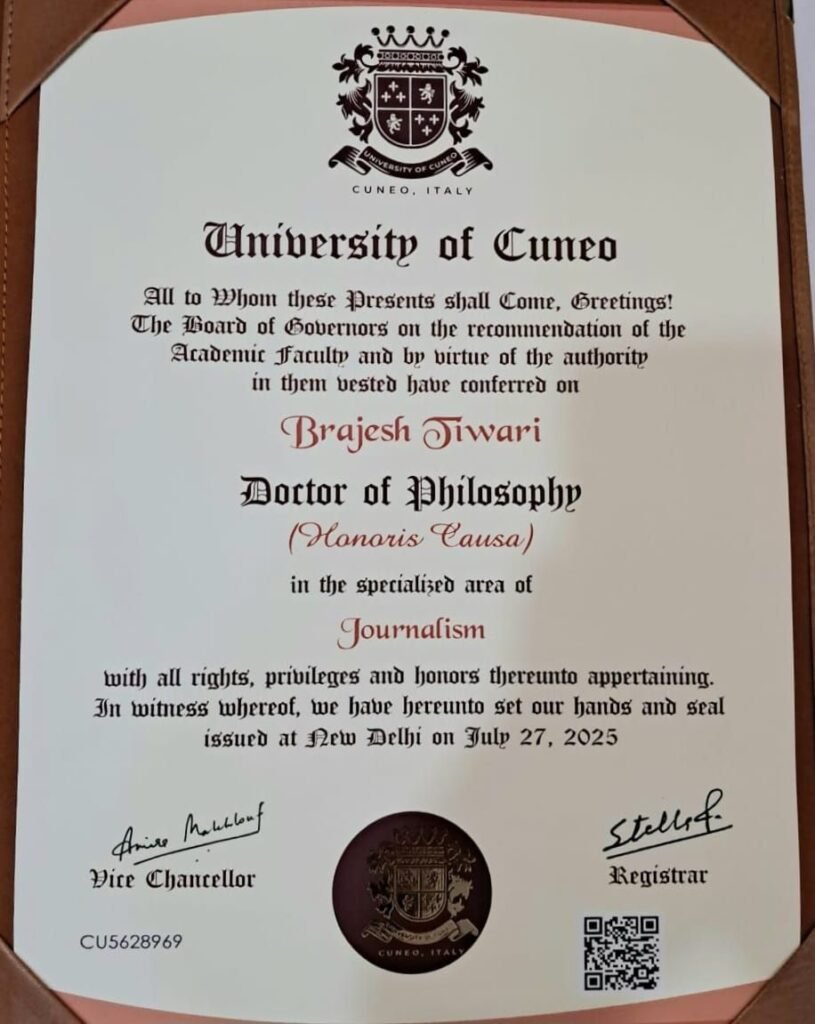 UNIVERSITY OF CUNEO
CUNEO, ITALY
University of Cuneo
All to Whom these Presents shall Come, Greetings!
The Board of Governors on the recommendation of the
Academic Faculty and by virtue of the authority
in them vested have conferred on
Brajesh Tiwari
Doctor of Philosophy
(Honoris Causa)
in the specialized area of
Journalism
with all rights, privileges and honors thereunto appertaining.
In witness whereof, we have hereunto set our hands and seal
issued at New Delhi on July 27, 2025
Vice Chancellor
Registrar
CU5628969
UNIVERSITY OF CUNEO
CUNEO, ITALY